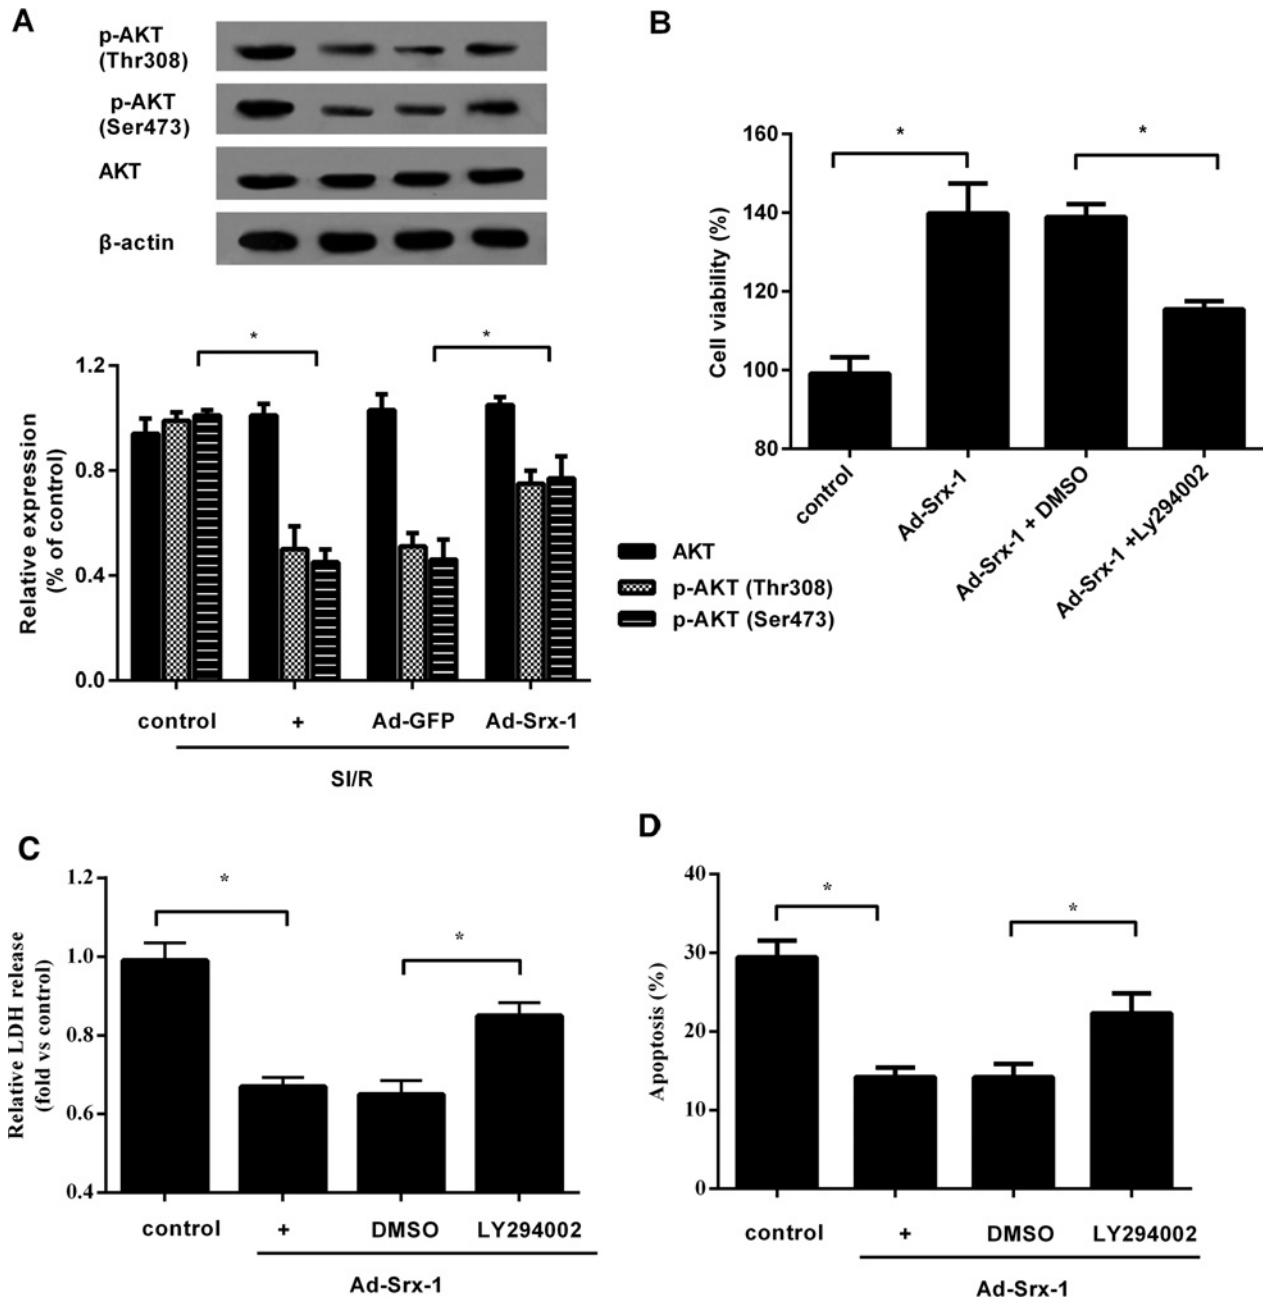 A
p-AKT
(Thr308)
p-AKT
(Ser473)
AKT
β-actin
*
*
1.2
0.8
0.4
0.0
Relative expression
(% of control)
control
+
Ad-GFP
Ad-Srx-1
SI/R
AKT
p-AKT (Thr308)
p-AKT (Ser473)
B
*
*
160
140
120
100
80
Cell viability (%)
control
Ad-Srx-1
Ad-Srx-1 + DMSO
Ad-Srx-1 +Ly294002
C
*
*
1.2
1.0
0.8
0.6
0.4
Relative LDH release
(fold vs control)
control
+
DMSO
LY294002
Ad-Srx-1
D
*
*
40
30
20
10
0
Apoptosis (%)
control
+
DMSO
LY294002
Ad-Srx-1